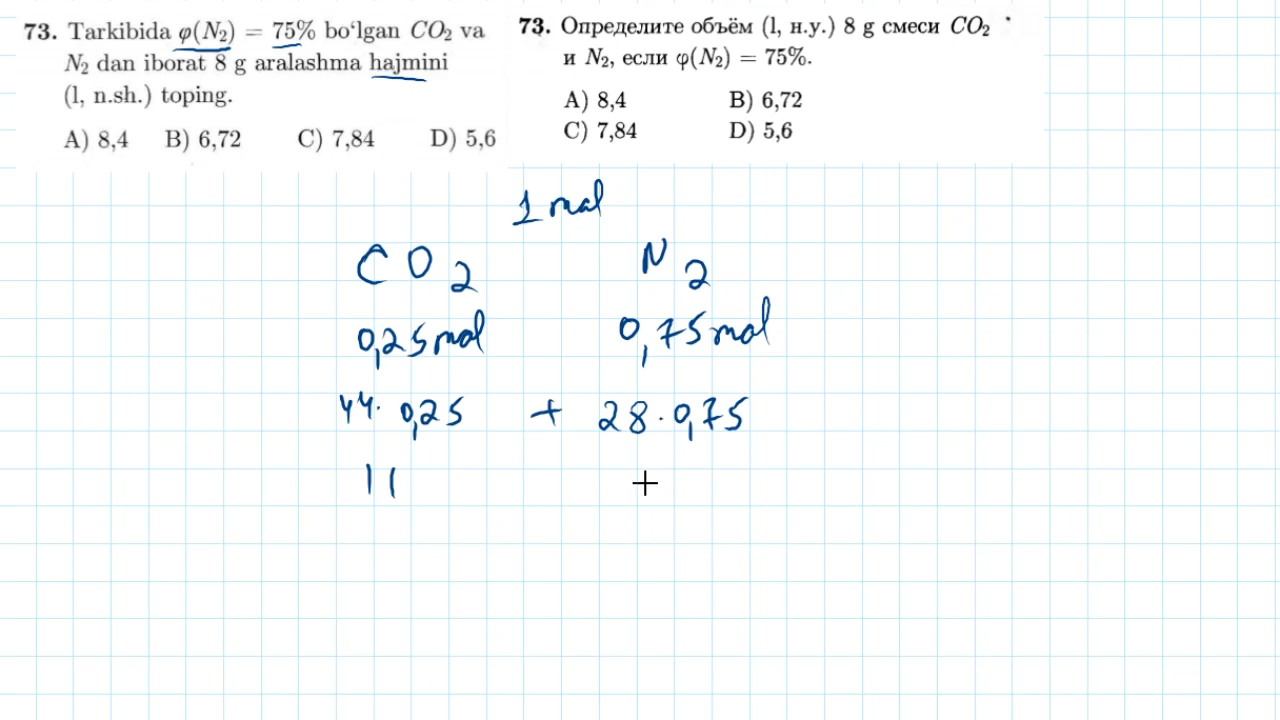 73. Tarkibida φ(N₂) = 75% bo‘lgan CO₂ va
N₂ dan iborat 8 g aralashma hajmini
(l, n.sh.) toping.
A) 8,4 B) 6,72 C) 7,84 D) 5,6
73. Определите объём (l, н.у.) 8 g смеси CO₂
и N₂, если φ(N₂) = 75%.
A) 8,4 B) 6,72
C) 7,84 D) 5,6
1 mol
CO₂ N₂
0,25 mol 0,75 mol
44 · 0,25 + 28 · 0,75
11